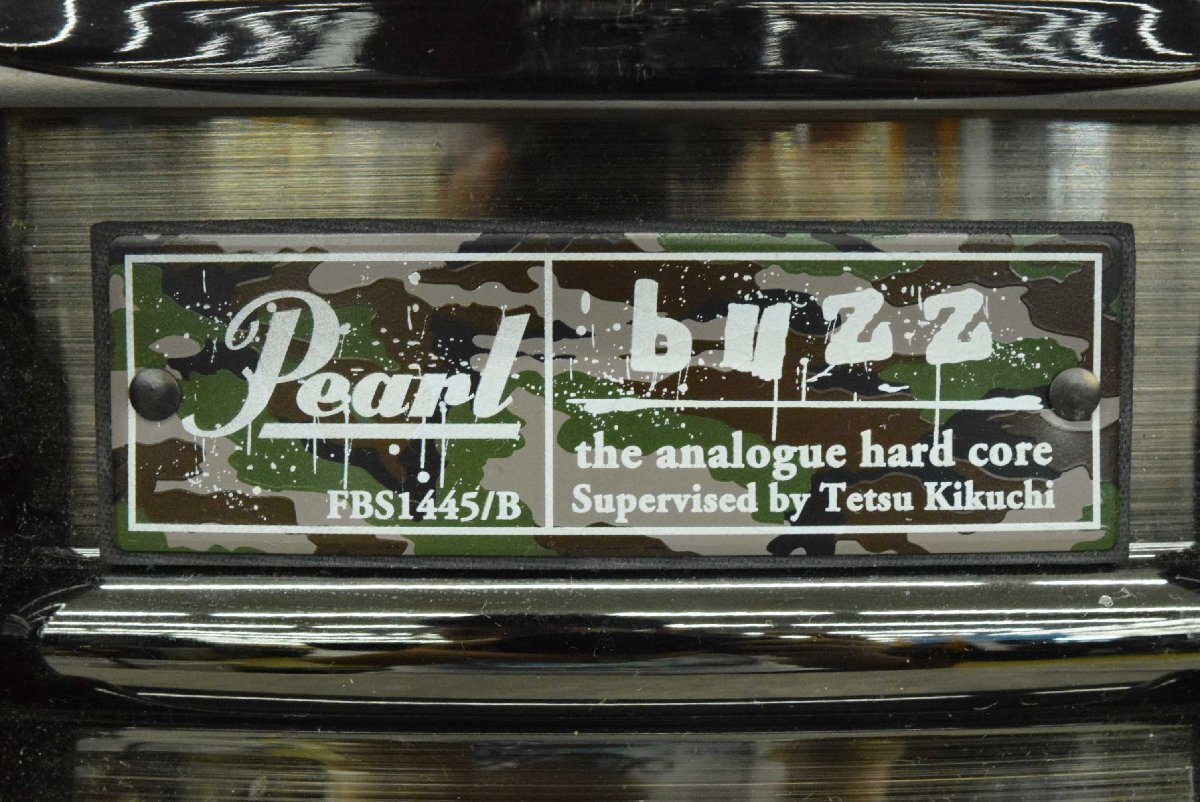 Pearl
FBS1445/B
buzz
the analogue hard core
Supervised by Tetsu Kikuchi